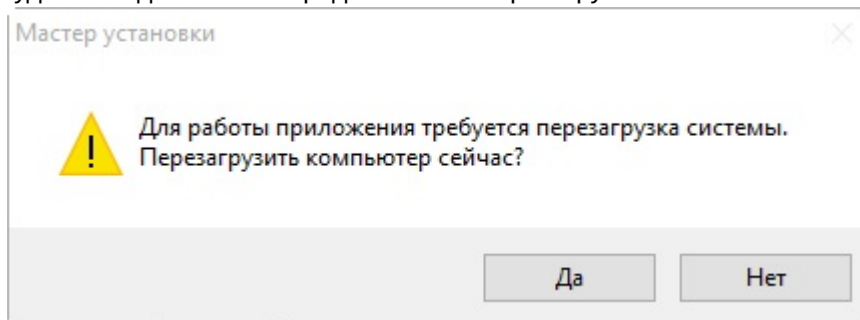 Мастер установки
Для работы приложения требуется перезагрузка системы.
Перезагрузить компьютер сейчас?
Да
Нет